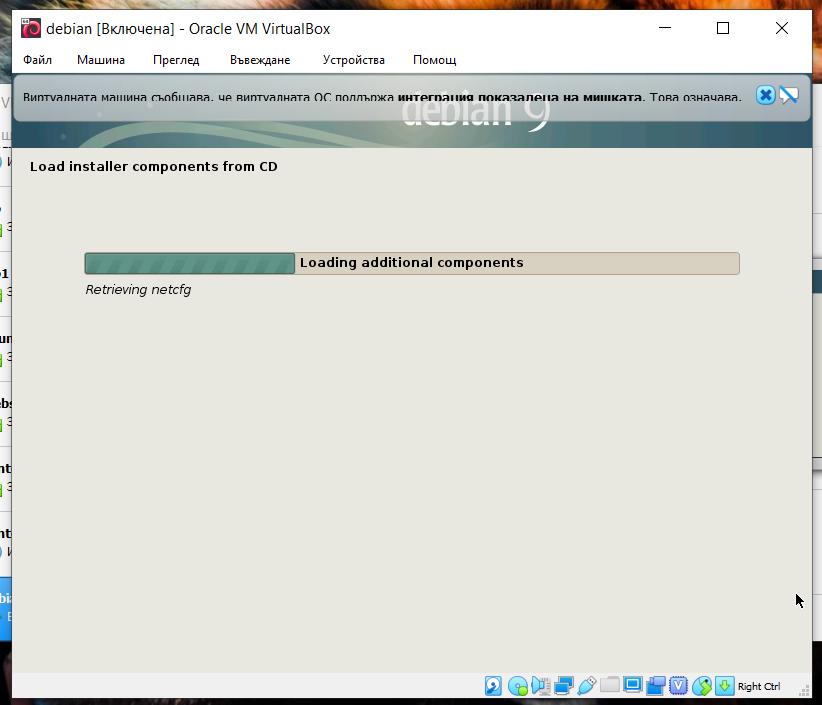 debian [Включена] - Oracle VM VirtualBox
Файл Машина Преглед Въвеждане Устройства Помощ
Виртуалната машина съобщава, че виртуалната ОС поддържа интеграция показалеца на мишката. Това означава,
debian 9
Load installer components from CD
Loading additional components
Retrieving netcfg
Right Ctrl